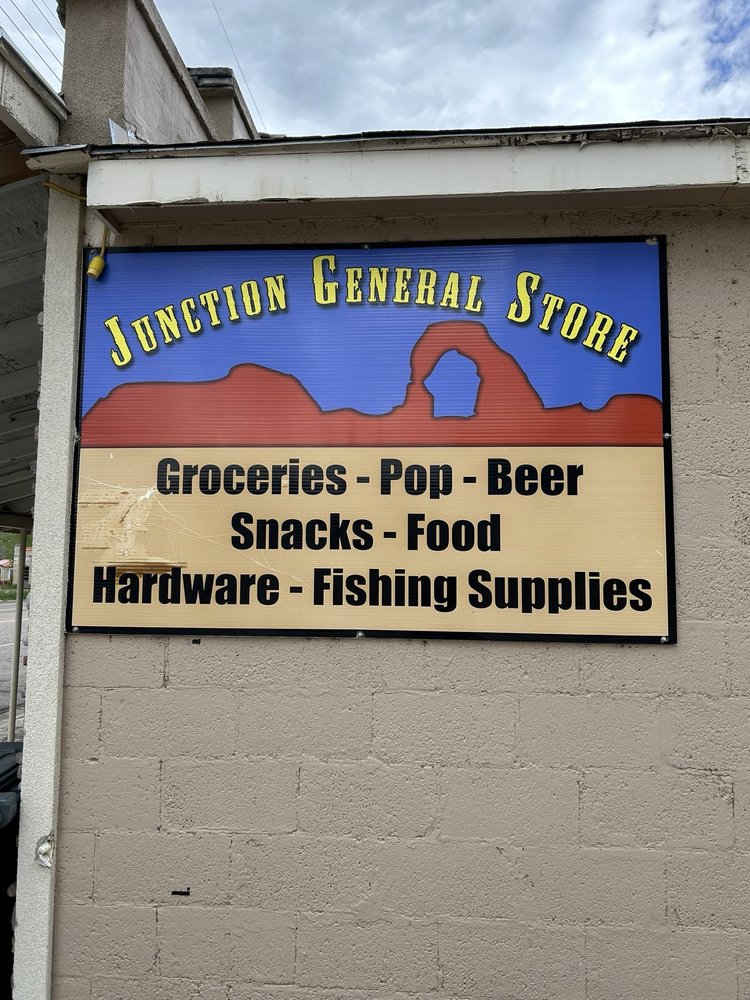 Junction General Store
Groceries - Pop - Beer
Snacks - Food
Hardware - Fishing Supplies